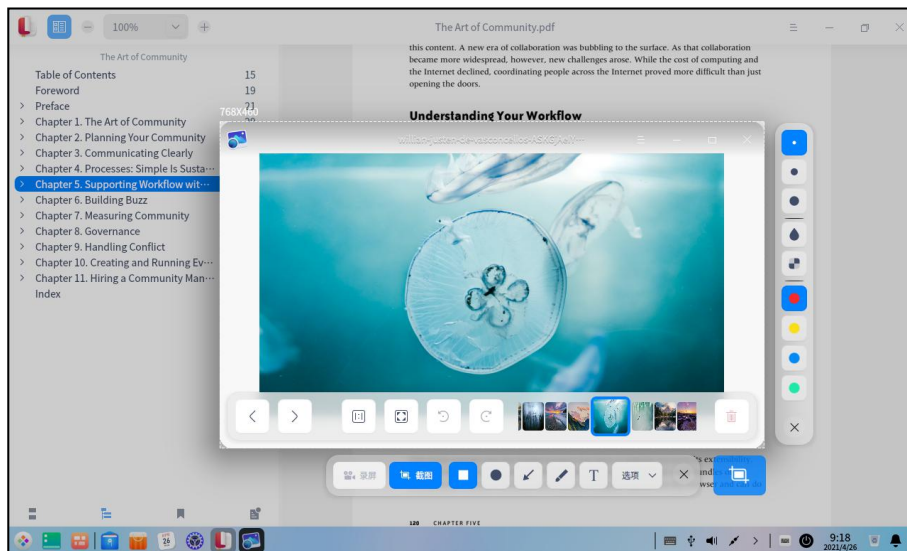 100%
The Art of Community.pdf
The Art of Community
Table of Contents 15
Foreword 19
Preface 21
Chapter 1. The Art of Community
Chapter 2. Planning Your Community
Chapter 3. Communicating Clearly
Chapter 4. Processes: Simple Is Susta···
Chapter 5. Supporting Workflow wit···
Chapter 6. Building Buzz
Chapter 7. Measuring Community
Chapter 8. Governance
Chapter 9. Handling Conflict
Chapter 10. Creating and Running Ev···
Chapter 11. Hiring a Community Man···
Index
this content. A new era of collaboration was bubbling to the surface. As that collaboration
became more widespread, however, new challenges arose. While the cost of computing and
the Internet declined, coordinating people across the Internet proved more difficult than just
opening the doors.
Understanding Your Workflow
768X460
1:1
录屏
截图
T
选项
120 CHAPTER FIVE
26
9:18
2021/4/26